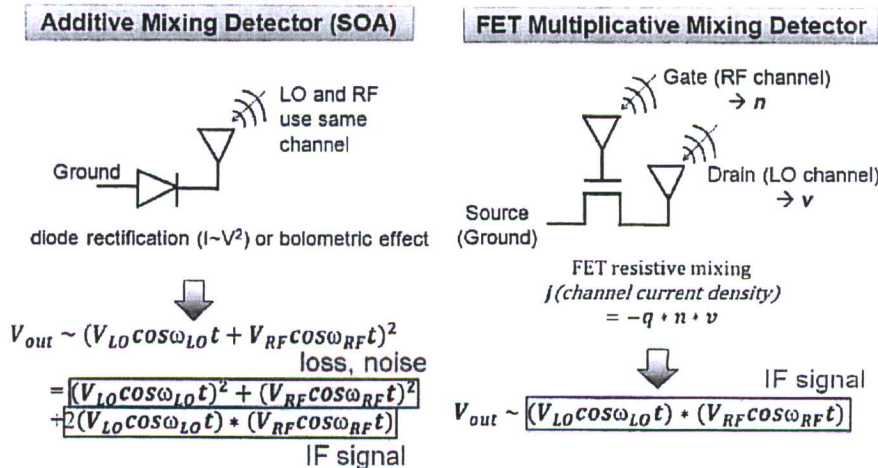 Additive Mixing Detector (SOA)
LO and RF
use same
channel
Ground
diode rectification (I~V²) or bolometric effect
V_out ~ (V_LO cosω_LO t + V_RF cosω_RF t)²
loss, noise
= (V_LO cosω_LO t)² + (V_RF cosω_RF t)²
+2(V_LO cosω_LO t) * (V_RF cosω_RF t)
IF signal
FET Multiplicative Mixing Detector
Gate (RF channel)
→ n
Drain (LO channel)
→ v
Source
(Ground)
FET resistive mixing
j(channel current density)
= −q * n * v
IF signal
V_out ~ (V_LO cosω_LO t) * (V_RF cosω_RF t)